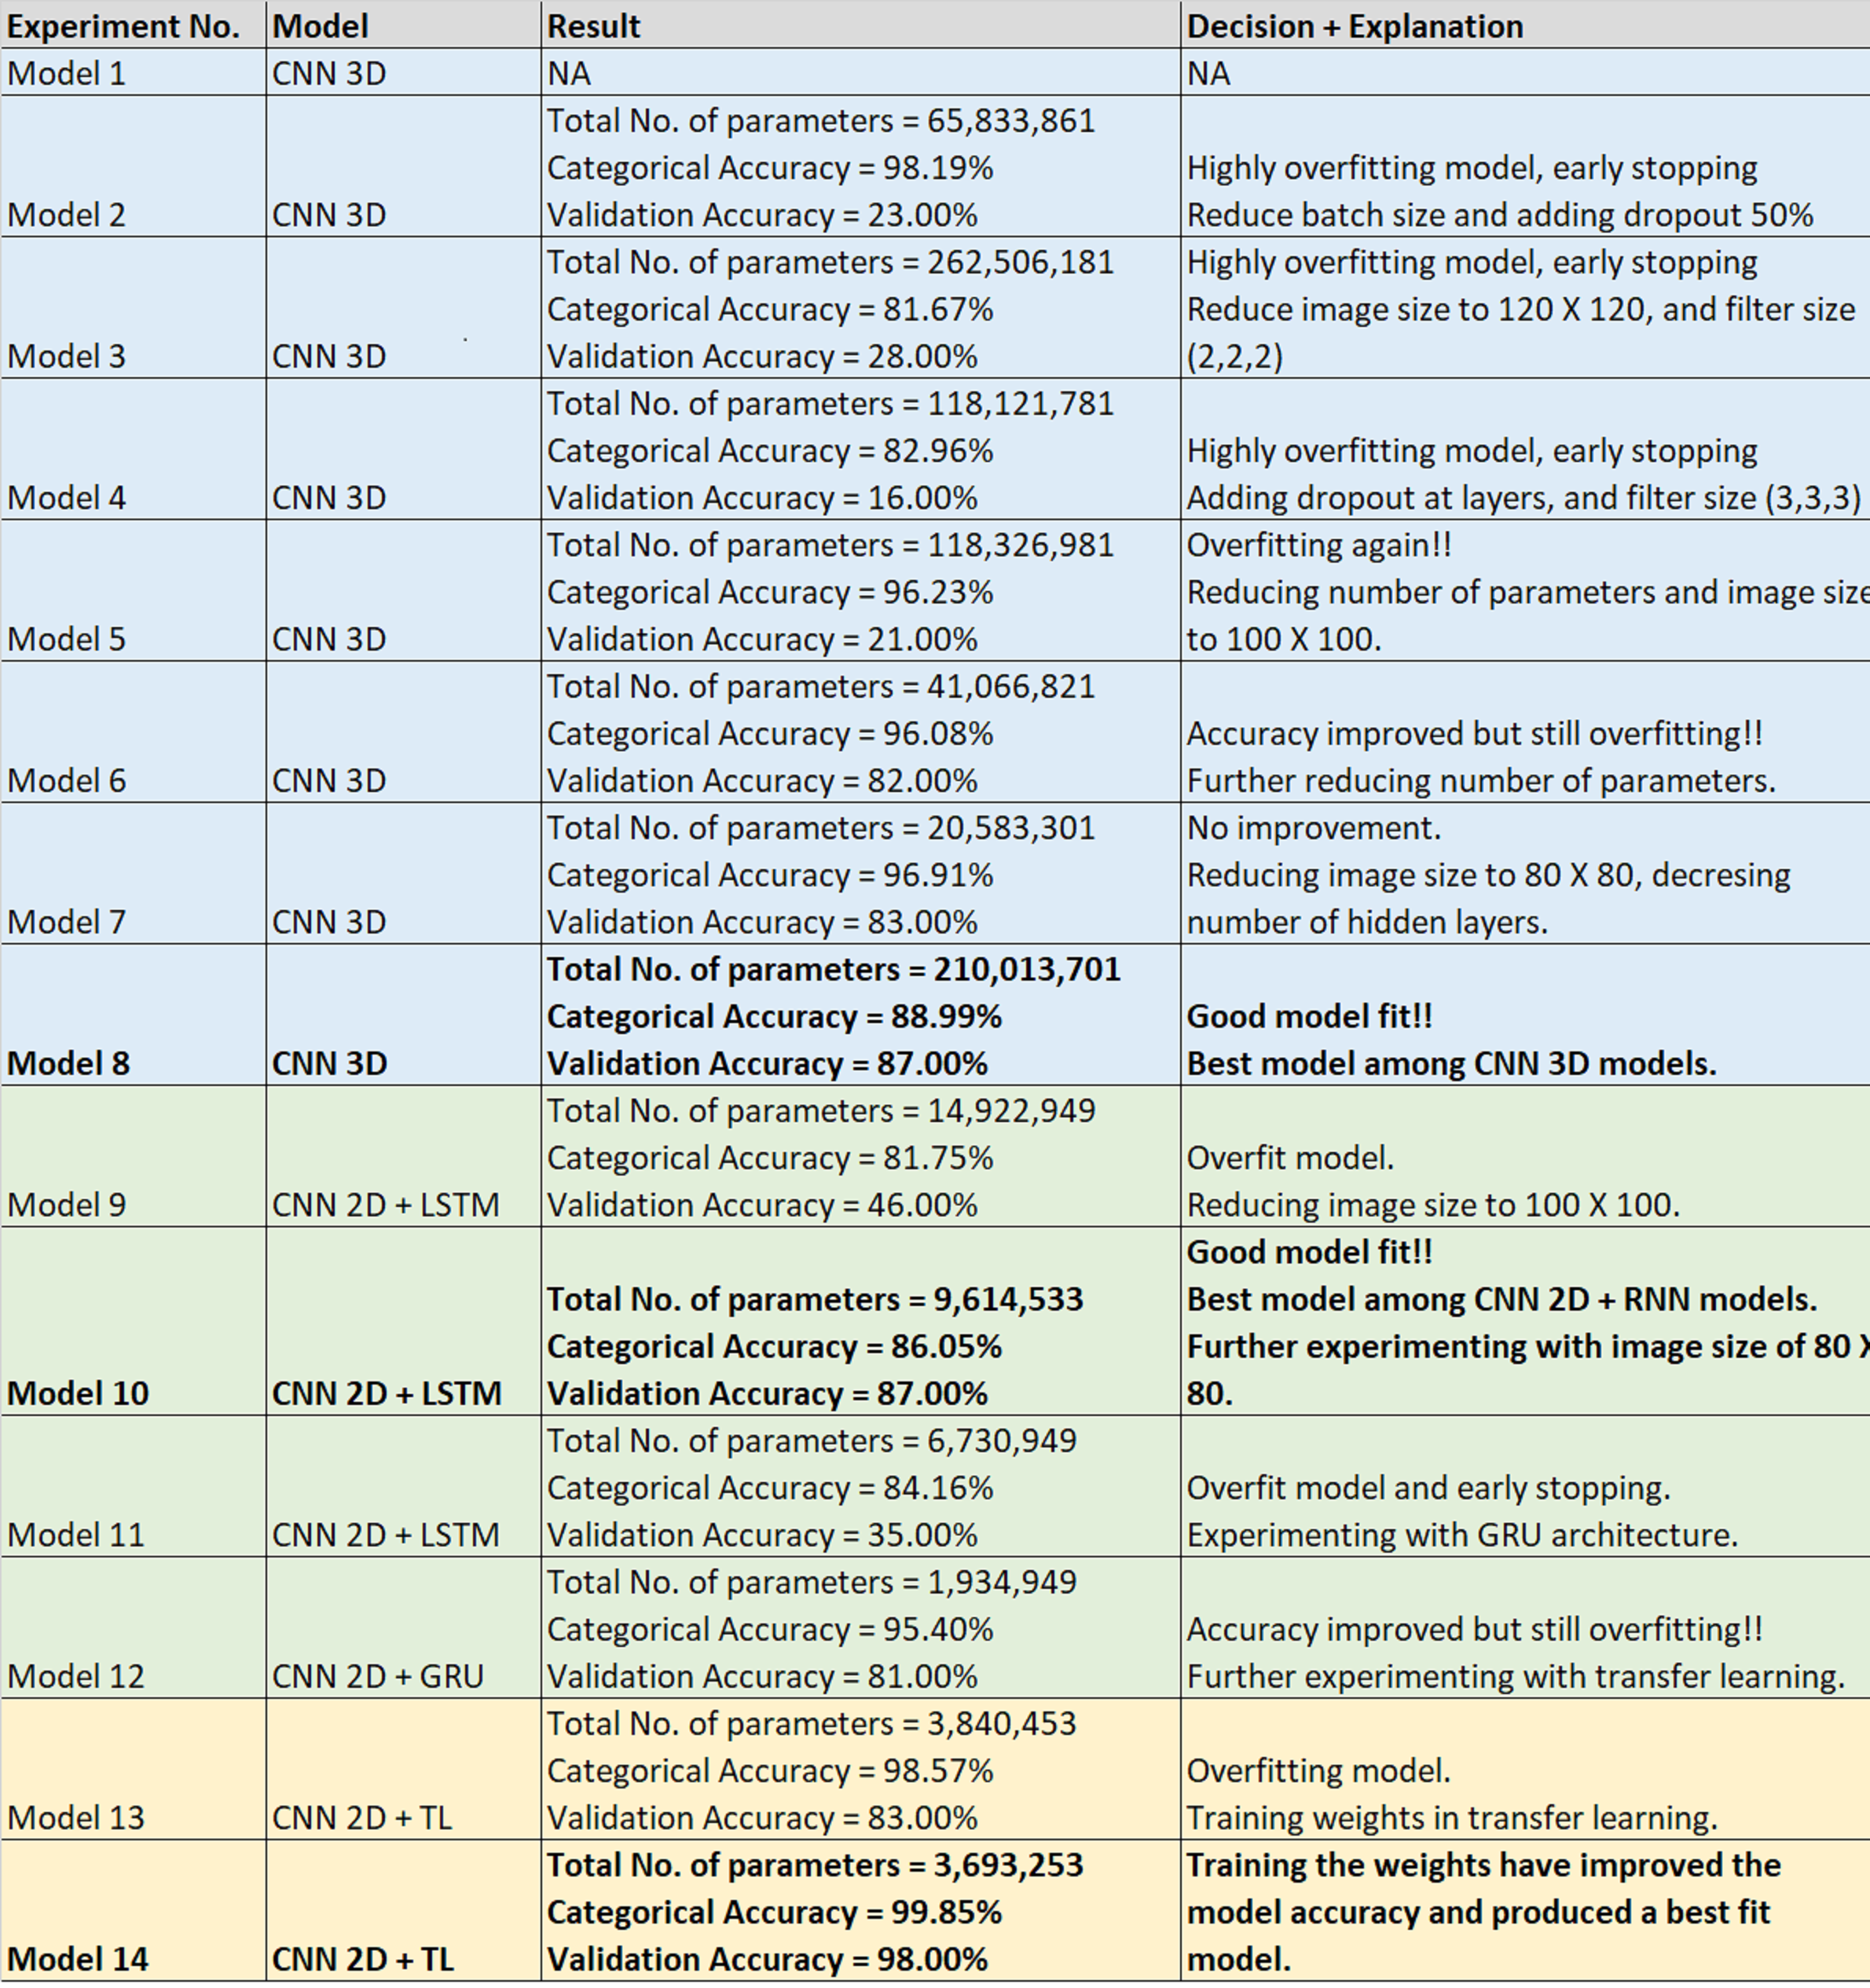 Experiment No. Model Result Decision + Explanation
Model 1 CNN 3D NA NA
Total No. of parameters = 65,833,861
Categorical Accuracy = 98.19% Highly overfitting model, early stopping
Model 2 CNN 3D Validation Accuracy = 23.00% Reduce batch size and adding dropout 50%
Total No. of parameters = 262,506,181 Highly overfitting model, early stopping
Categorical Accuracy = 81.67% Reduce image size to 120 X 120, and filter size
Model 3 CNN 3D Validation Accuracy = 28.00% (2,2,2)
Total No. of parameters = 118,121,781
Categorical Accuracy = 82.96% Highly overfitting model, early stopping
Model 4 CNN 3D Validation Accuracy = 16.00% Adding dropout at layers, and filter size (3,3,3)
Total No. of parameters = 118,326,981 Overfitting again!!
Categorical Accuracy = 96.23% Reducing number of parameters and image size
Model 5 CNN 3D Validation Accuracy = 21.00% to 100 X 100.
Total No. of parameters = 41,066,821
Categorical Accuracy = 96.08% Accuracy improved but still overfitting!!
Model 6 CNN 3D Validation Accuracy = 82.00% Further reducing number of parameters.
Total No. of parameters = 20,583,301 No improvement.
Categorical Accuracy = 96.91% Reducing image size to 80 X 80, decresing
Model 7 CNN 3D Validation Accuracy = 83.00% number of hidden layers.
Total No. of parameters = 210,013,701
Categorical Accuracy = 88.99% Good model fit!!
Model 8 CNN 3D Validation Accuracy = 87.00% Best model among CNN 3D models.
Total No. of parameters = 14,922,949
Categorical Accuracy = 81.75% Overfit model.
Model 9 CNN 2D + LSTM Validation Accuracy = 46.00% Reducing image size to 100 X 100.
Good model fit!!
Total No. of parameters = 9,614,533 Best model among CNN 2D + RNN models.
Categorical Accuracy = 86.05% Further experimenting with image size of 80 X
Model 10 CNN 2D + LSTM Validation Accuracy = 87.00% 80.
Total No. of parameters = 6,730,949
Categorical Accuracy = 84.16% Overfit model and early stopping.
Model 11 CNN 2D + LSTM Validation Accuracy = 35.00% Experimenting with GRU architecture.
Total No. of parameters = 1,934,949
Categorical Accuracy = 95.40% Accuracy improved but still overfitting!!
Model 12 CNN 2D + GRU Validation Accuracy = 81.00% Further experimenting with transfer learning.
Total No. of parameters = 3,840,453
Categorical Accuracy = 98.57% Overfitting model.
Model 13 CNN 2D + TL Validation Accuracy = 83.00% Training weights in transfer learning.
Total No. of parameters = 3,693,253 Training the weights have improved the
Categorical Accuracy = 99.85% model accuracy and produced a best fit
Model 14 CNN 2D + TL Validation Accuracy = 98.00% model.